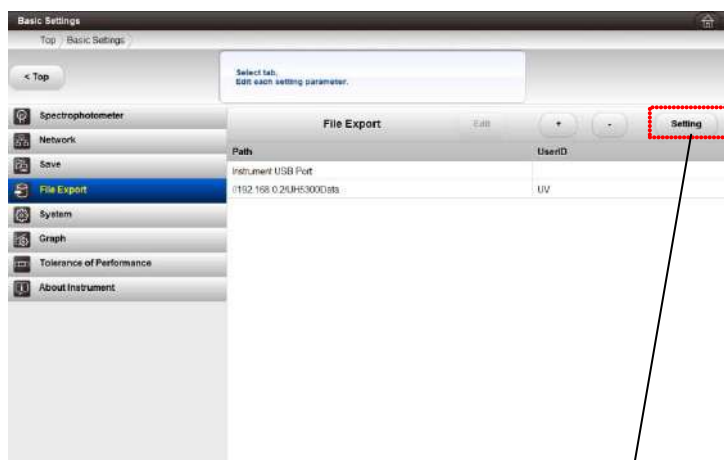 Basic Settings
Top Basic Settings
< Top
Select tab.
Edit each setting parameter.
Spectrophotometer
Network
Save
File Export
System
Graph
Tolerance of Performance
About Instrument
File Export Edit + - Setting
Path UserID
Instrument USB Port
//192.168.0.2/UH5300Data UV